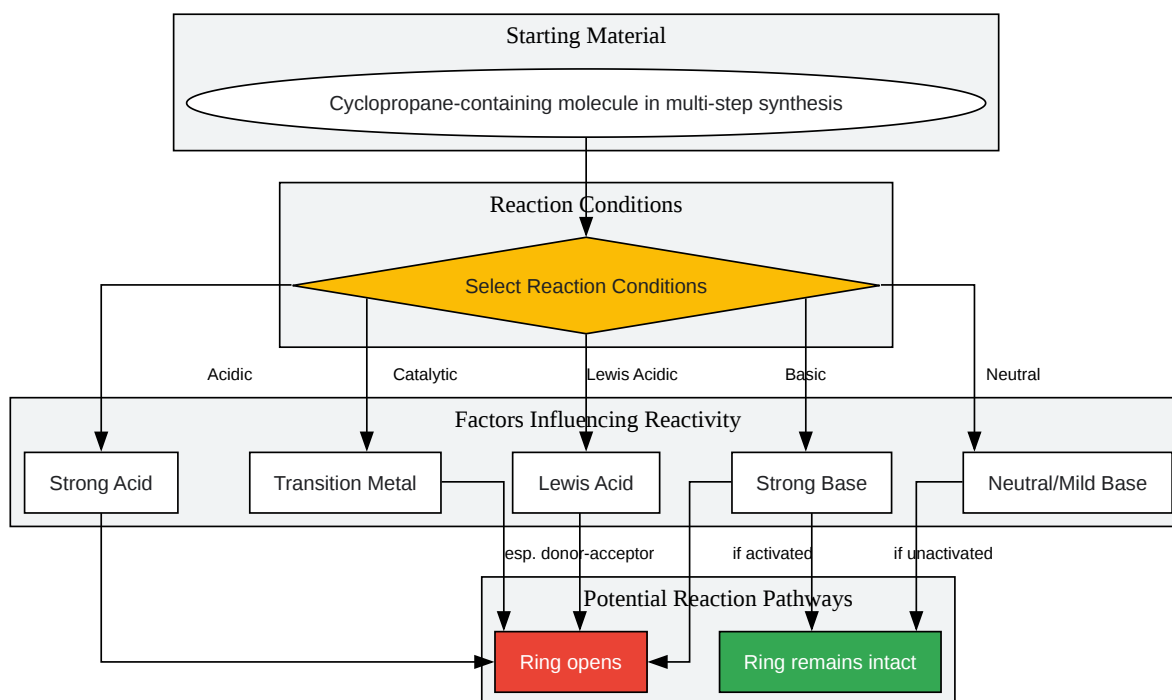 Starting Material
Cyclopropane-containing molecule in multi-step synthesis
Reaction Conditions
Select Reaction Conditions
Acidic
Catalytic
Lewis Acidic
Basic
Neutral
Factors Influencing Reactivity
Strong Acid
Transition Metal
Lewis Acid
Strong Base
Neutral/Mild Base
esp. donor-acceptor
if activated
if unactivated
Potential Reaction Pathways
Ring opens
Ring remains intact